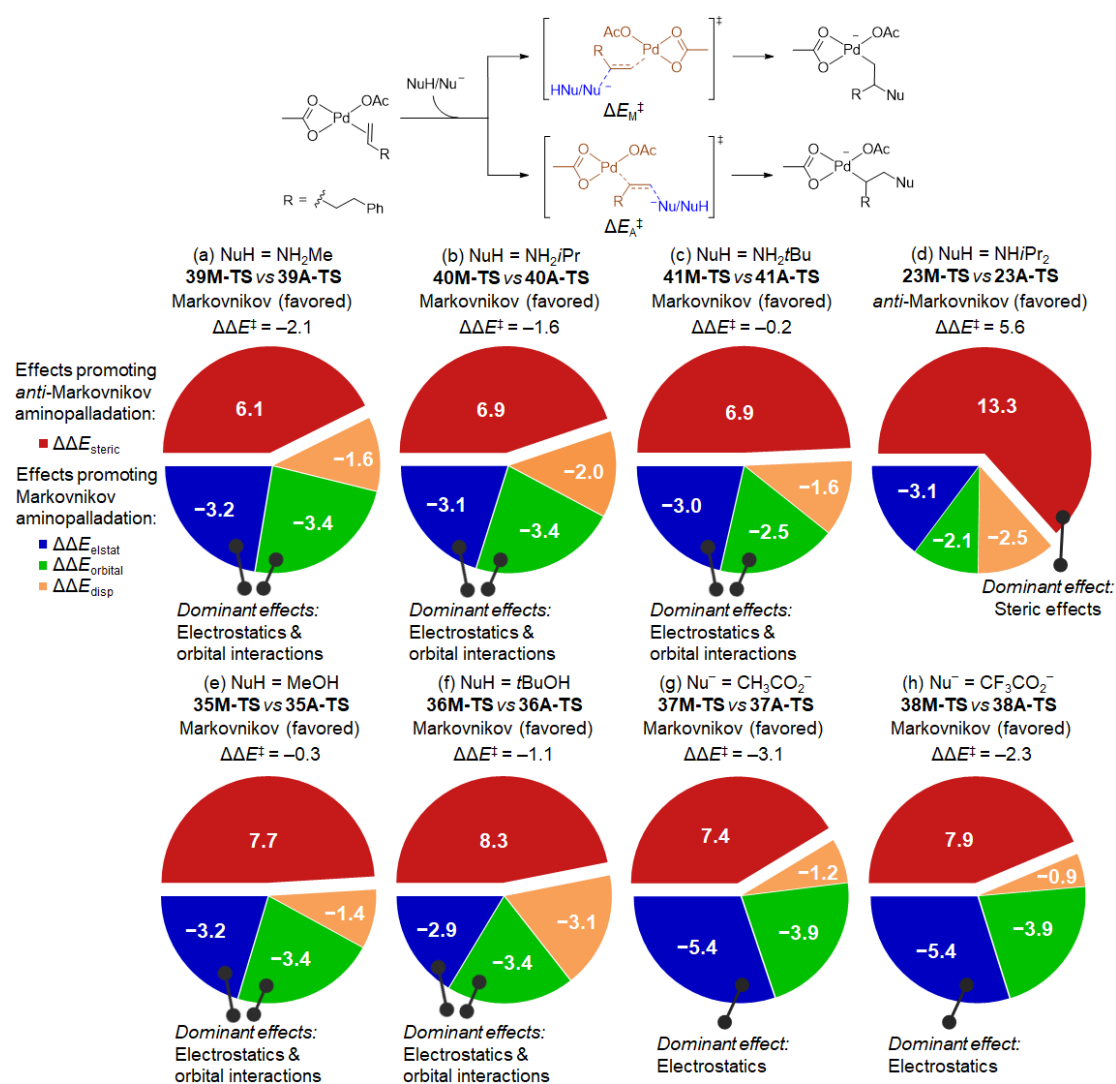 AcO
O
Pd
O
R
HNu/Nu⁻
‡
ΔE_M‡
O
Pd
−
OAc
O
R
Nu
NuH/Nu⁻
O
OAc
Pd
O
R
R =
Ph
O
OAc
Pd
O
R
⁻Nu/NuH
‡
ΔE_A‡
O
Pd
−
OAc
O
Nu
R
(a) NuH = NH₂Me
39M-TS vs 39A-TS
Markovnikov (favored)
ΔΔE‡ = –2.1
(b) NuH = NH₂iPr
40M-TS vs 40A-TS
Markovnikov (favored)
ΔΔE‡ = –1.6
(c) NuH = NH₂tBu
41M-TS vs 41A-TS
Markovnikov (favored)
ΔΔE‡ = –0.2
(d) NuH = NHiPr₂
23M-TS vs 23A-TS
anti-Markovnikov (favored)
ΔΔE‡ = 5.6
Effects promoting
anti-Markovnikov
aminopalladation:
ΔΔE_steric
Effects promoting
Markovnikov
aminopalladation:
ΔΔE_elstat
ΔΔE_orbital
ΔΔE_disp
6.1
−1.6
−3.2
−3.4
Dominant effects:
Electrostatics &
orbital interactions
6.9
−2.0
−3.1
−3.4
Dominant effects:
Electrostatics &
orbital interactions
6.9
−1.6
−3.0
−2.5
Dominant effects:
Electrostatics &
orbital interactions
13.3
−3.1
−2.1
−2.5
Dominant effect:
Steric effects
(e) NuH = MeOH
35M-TS vs 35A-TS
Markovnikov (favored)
ΔΔE‡ = –0.3
(f) NuH = tBuOH
36M-TS vs 36A-TS
Markovnikov (favored)
ΔΔE‡ = –1.1
(g) Nu⁻ = CH₃CO₂⁻
37M-TS vs 37A-TS
Markovnikov (favored)
ΔΔE‡ = –3.1
(h) Nu⁻ = CF₃CO₂⁻
38M-TS vs 38A-TS
Markovnikov (favored)
ΔΔE‡ = –2.3
7.7
−1.4
−3.2
−3.4
Dominant effects:
Electrostatics &
orbital interactions
8.3
−3.1
−2.9
−3.4
Dominant effects:
Electrostatics &
orbital interactions
7.4
−1.2
−5.4
−3.9
Dominant effect:
Electrostatics
7.9
−0.9
−5.4
−3.9
Dominant effect:
Electrostatics